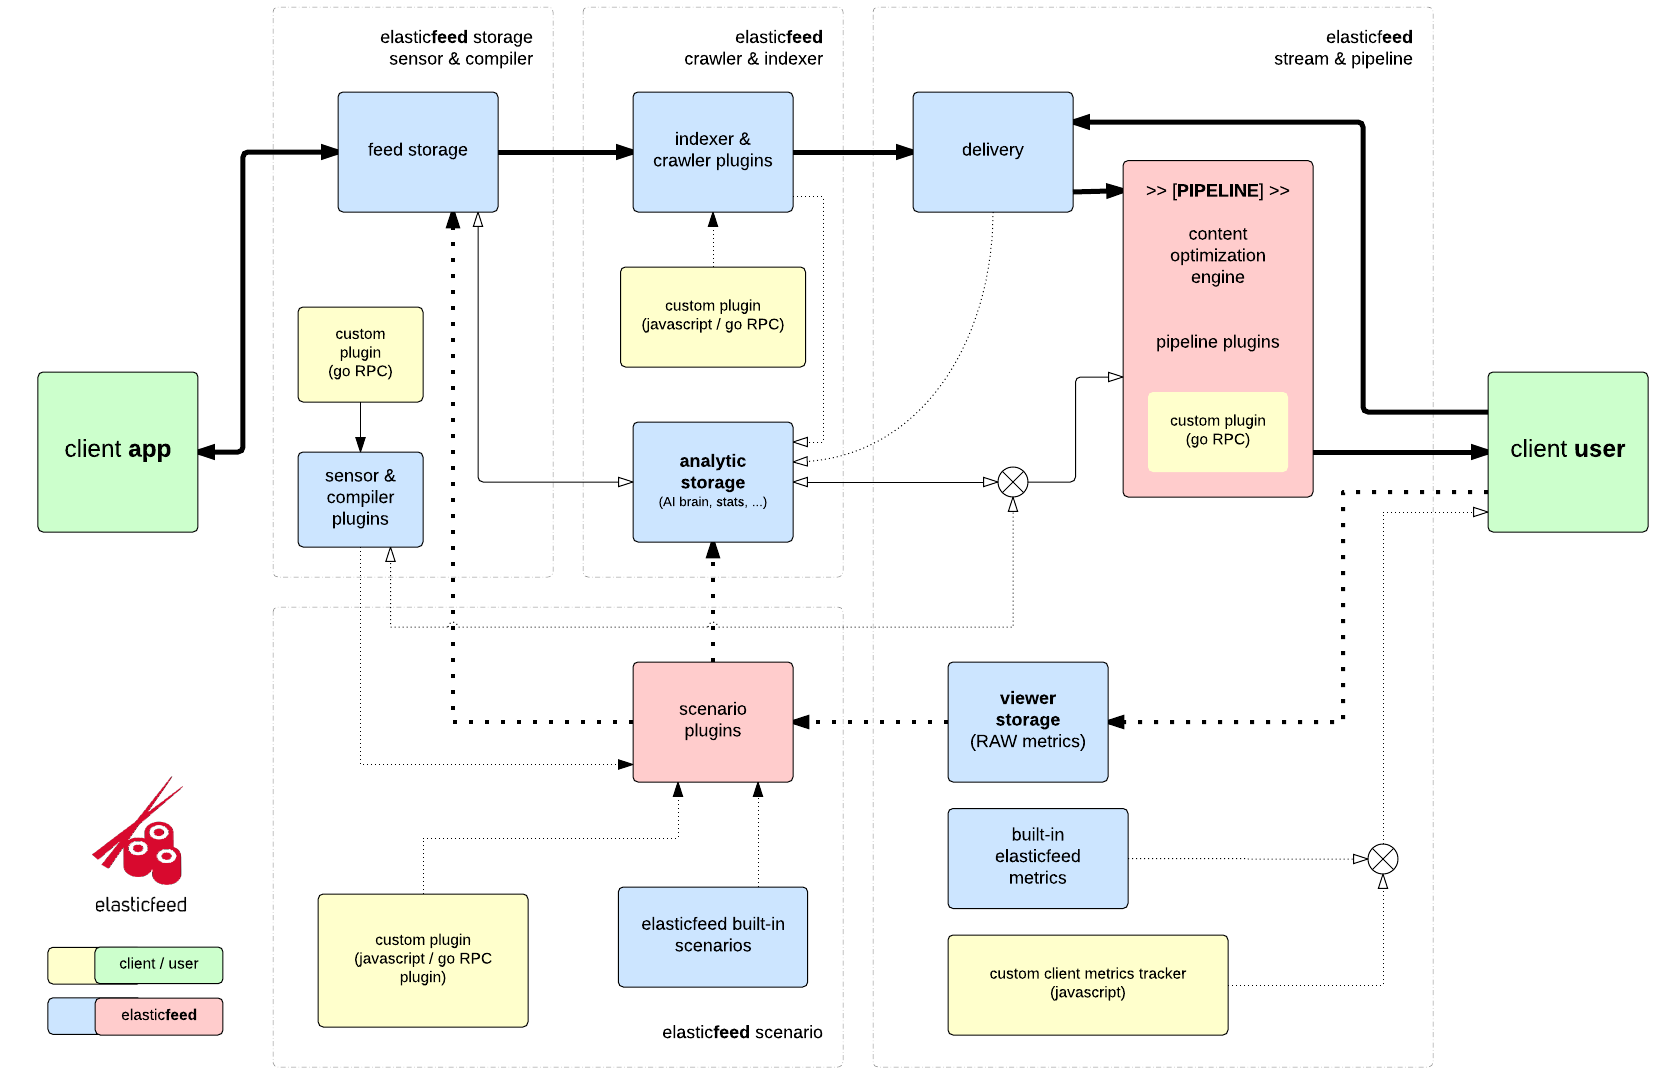 elasticfeed storage
sensor & compiler
elasticfeed
crawler & indexer
elasticfeed
stream & pipeline
feed storage
indexer &
crawler plugins
delivery
>> [PIPELINE] >>
content
optimization
engine
pipeline plugins
custom plugin
(go RPC)
custom
plugin
(go RPC)
custom plugin
(javascript / go RPC)
client app
sensor &
compiler
plugins
analytic
storage
(AI brain, stats, ...)
client user
scenario
plugins
viewer
storage
(RAW metrics)
built-in
elasticfeed
metrics
custom plugin
(javascript / go RPC
plugin)
elasticfeed built-in
scenarios
custom client metrics tracker
(javascript)
elasticfeed scenario
elasticfeed
client / user
elasticfeed